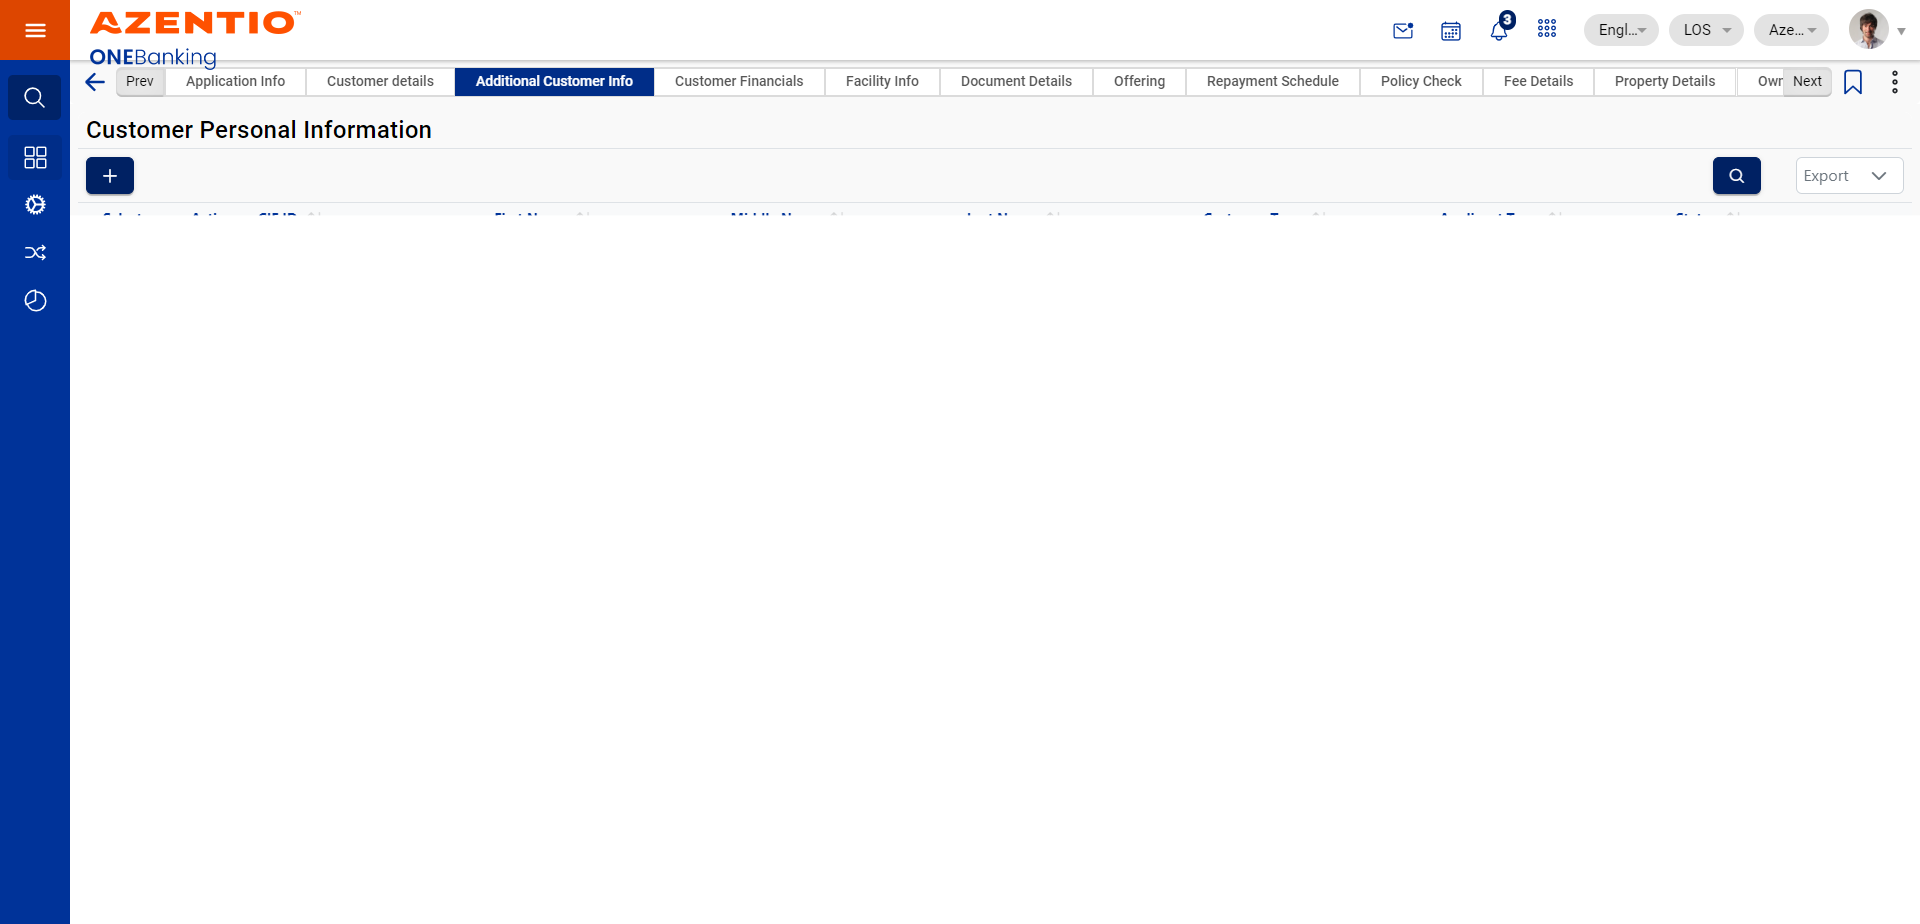 AZENTIO™
ONEBanking
3
Engl...
LOS
Aze...
Prev
Application Info
Customer details
Additional Customer Info
Customer Financials
Facility Info
Document Details
Offering
Repayment Schedule
Policy Check
Fee Details
Property Details
Owr
Next
Customer Personal Information
Export